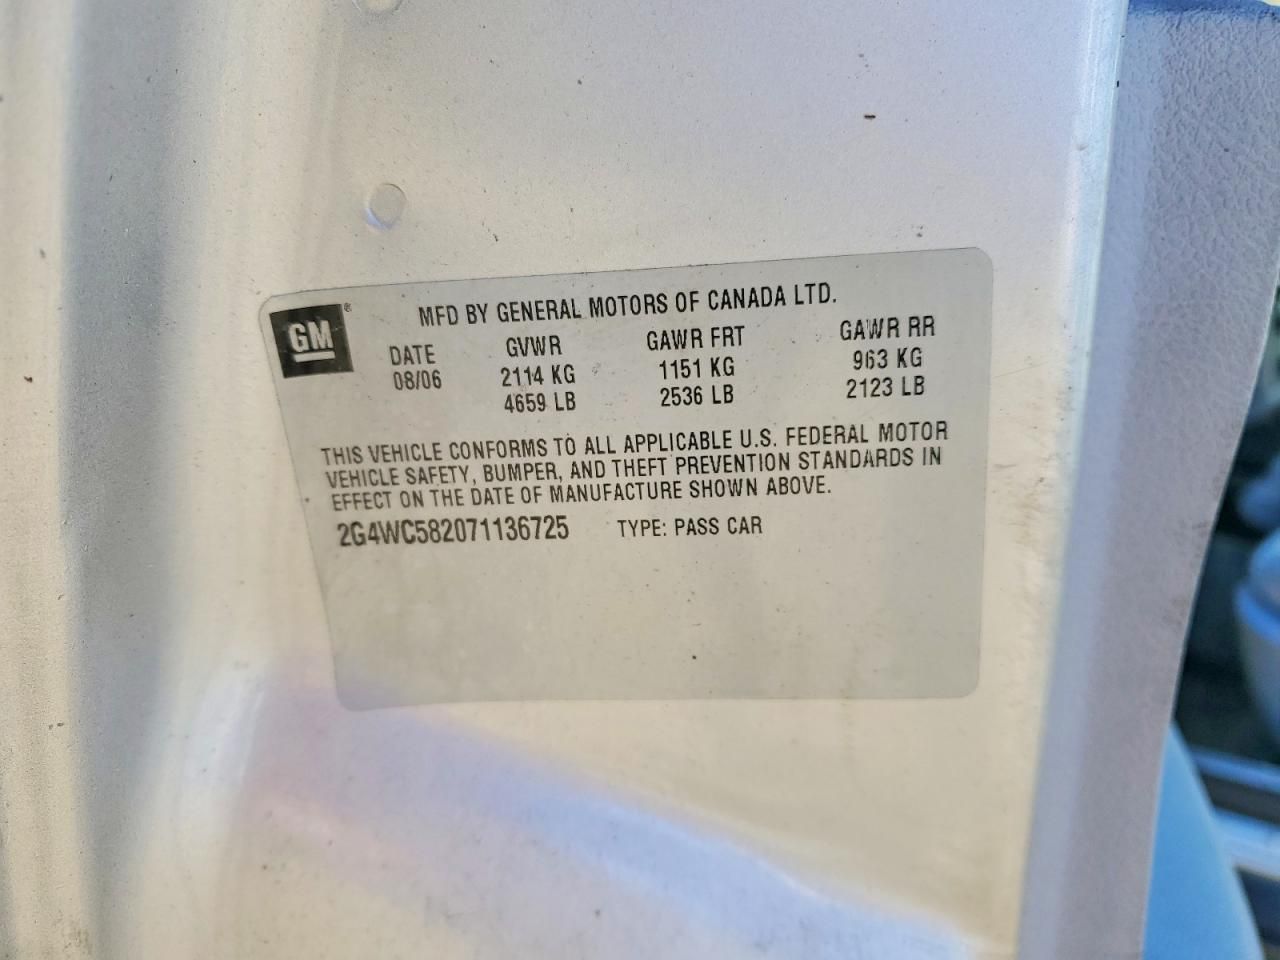 GM ®
MFD BY GENERAL MOTORS OF CANADA LTD.
DATE GVWR GAWR FRT GAWR RR
08/06 2114 KG 1151 KG 963 KG
4659 LB 2536 LB 2123 LB
THIS VEHICLE CONFORMS TO ALL APPLICABLE U.S. FEDERAL MOTOR
VEHICLE SAFETY, BUMPER, AND THEFT PREVENTION STANDARDS IN
EFFECT ON THE DATE OF MANUFACTURE SHOWN ABOVE.
2G4WC582071136725 TYPE: PASS CAR